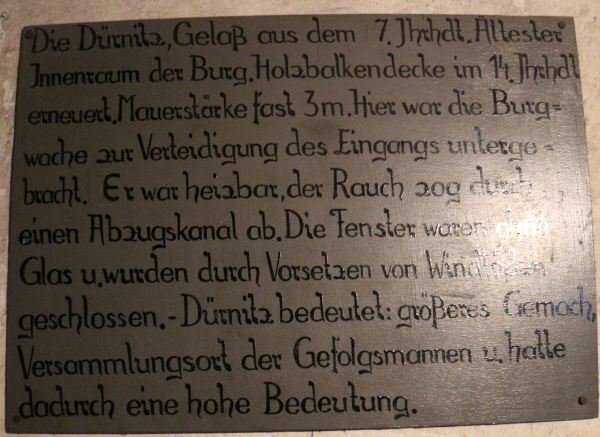 Die Dürnitz, Gelaß aus dem 7. Jhrhdt. Ältester
Innenraum der Burg. Holzbalkendecke im 14. Jhrhdt
erneuert. Mauerstärke fast 3m. Hier war die Burg=
wache zur Verteidigung des Eingangs unterge=
bracht. Er war heizbar, der Rauch zog durch
einen Abzugskanal ab. Die Fenster waren ohne
Glas u. wurden durch Vorsetzen von
geschlossen. - Dürnitz bedeutet: größeres Gemach,
Versammlungsort der Gefolgsmannen u. hatte
dadurch eine hohe Bedeutung.